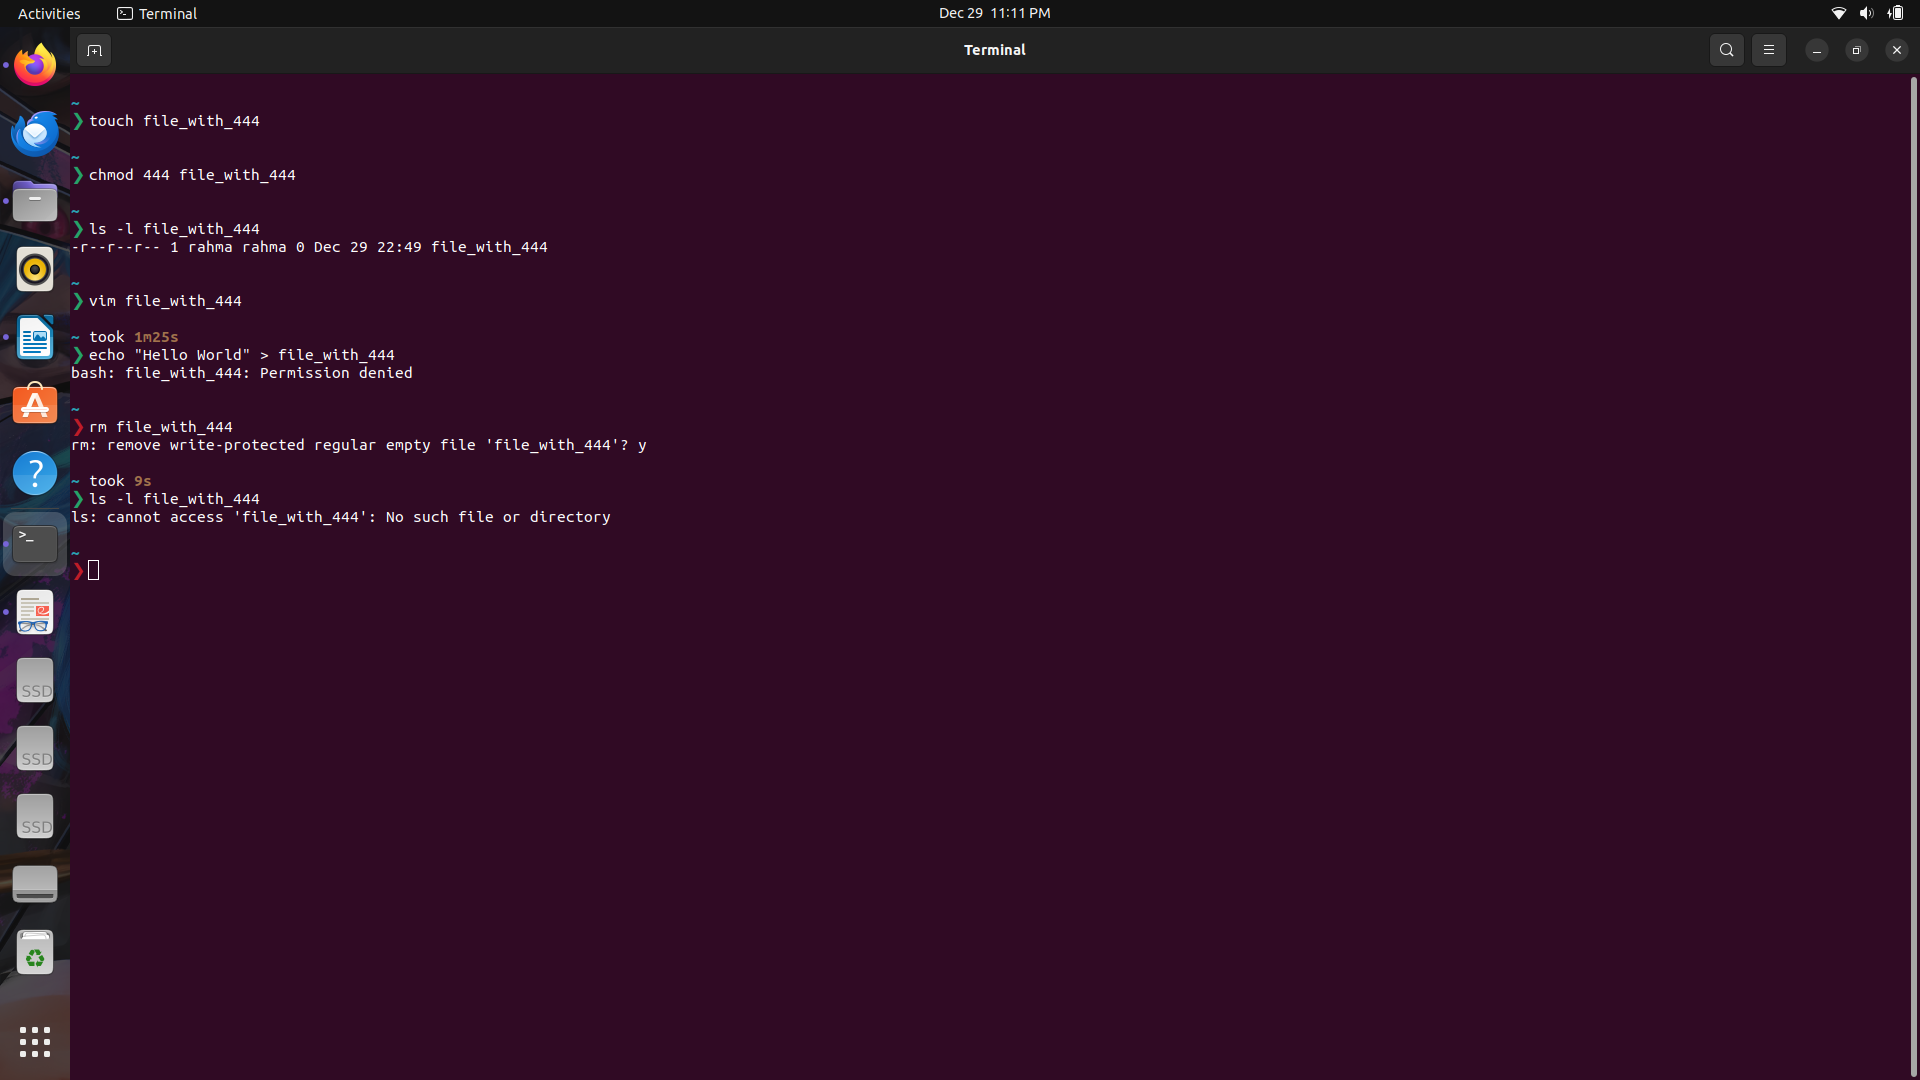 Activities
Terminal
Dec 29 11:11 PM
Terminal
~
❯ touch file_with_444
~
❯ chmod 444 file_with_444
~
❯ ls -l file_with_444
-r--r--r-- 1 rahma rahma 0 Dec 29 22:49 file_with_444
~
❯ vim file_with_444
~ took 1m25s
❯ echo "Hello World" > file_with_444
bash: file_with_444: Permission denied
~
❯ rm file_with_444
rm: remove write-protected regular empty file 'file_with_444'? y
~ took 9s
❯ ls -l file_with_444
ls: cannot access 'file_with_444': No such file or directory
~
❯
?
>_
SSD
SSD
SSD